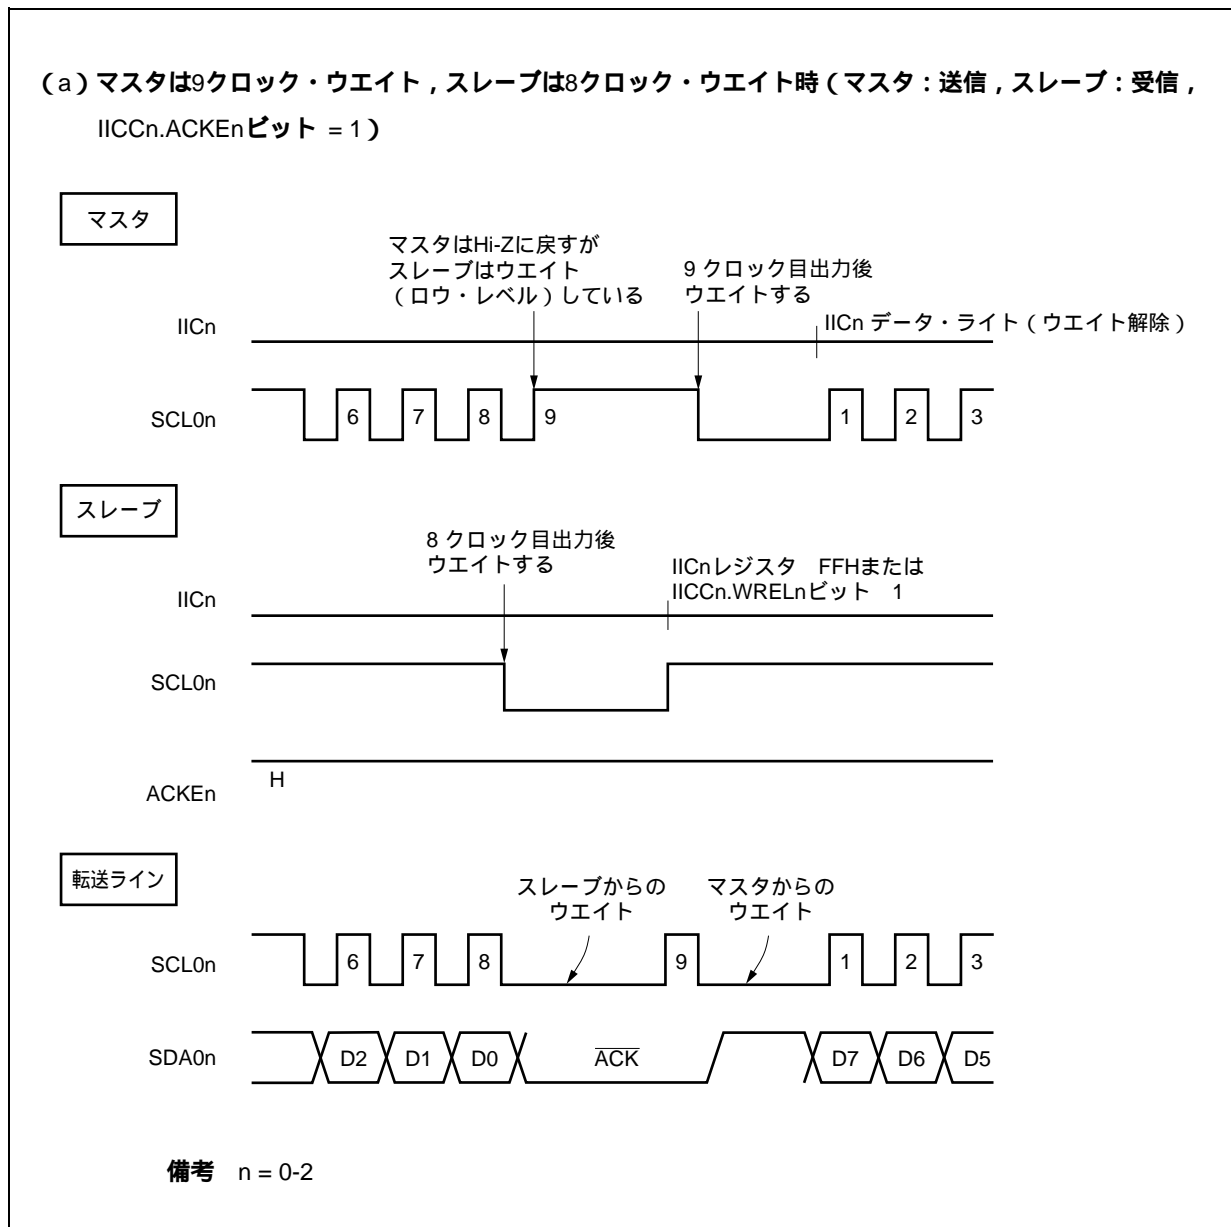 (a)マスタは9クロック・ウエイト,スレーブは8クロック・ウエイト時(マスタ:送信,スレーブ:受信,
IICCn.ACKEnビット = 1)
マスタ
マスタはHi-Zに戻すが
スレーブはウエイト
(ロウ・レベル)している
9 クロック目出力後
ウエイトする
IICn
IICn データ・ライト(ウエイト解除)
SCL0n
6 7 8 9 1 2 3
スレーブ
8 クロック目出力後
ウエイトする
IICnレジスタ FFHまたは
IICCn.WRELnビット 1
IICn
SCL0n
H
ACKEn
転送ライン
スレーブからの
ウエイト
マスタからの
ウエイト
SCL0n
6 7 8 9 1 2 3
SDA0n
D2 D1 D0 ACK D7 D6 D5
備考 n = 0-2